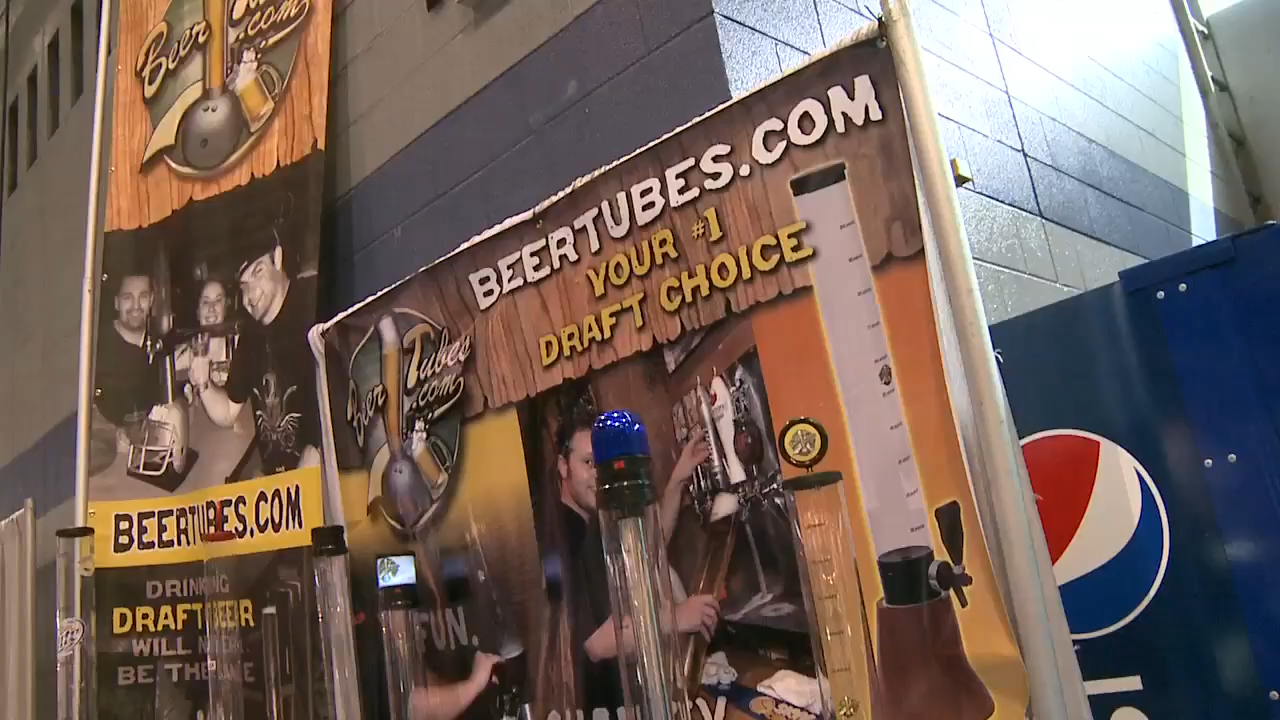 Beer Tubes
.com
BEERTUBES.COM
DRINKING
DRAFT BEER
WILL NEVER
BE THE SAME
BEERTUBES.COM
YOUR #1
DRAFT CHOICE
Beer Tubes
.com
FUN.